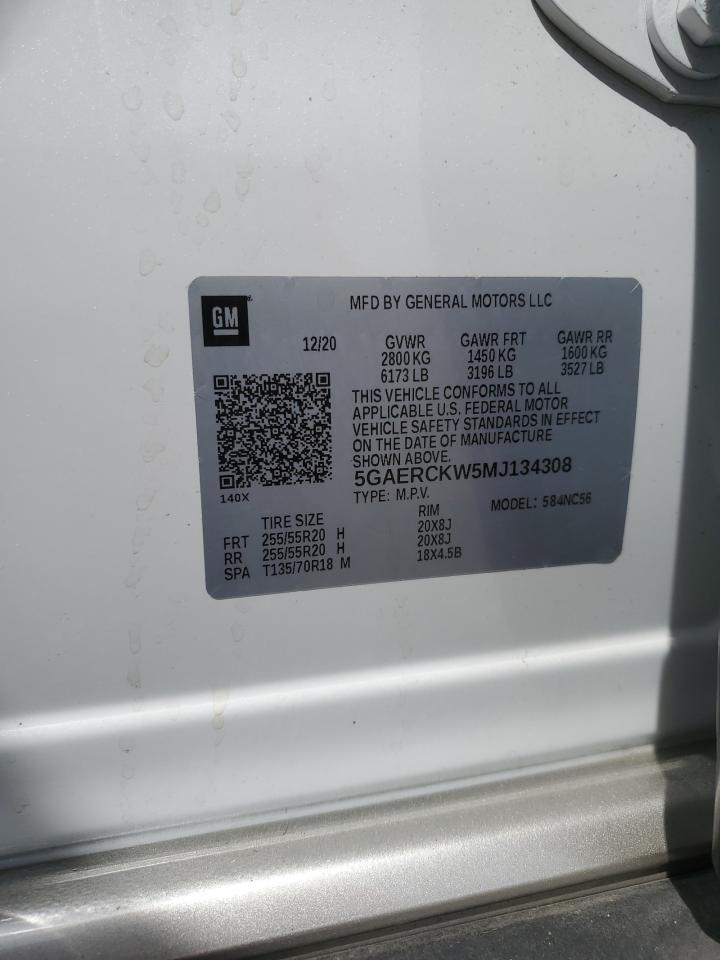 GM
MFD BY GENERAL MOTORS LLC
12/20
GVWR GAWR FRT GAWR RR
2800 KG 1450 KG 1600 KG
6173 LB 3196 LB 3527 LB
THIS VEHICLE CONFORMS TO ALL
APPLICABLE U.S. FEDERAL MOTOR
VEHICLE SAFETY STANDARDS IN EFFECT
ON THE DATE OF MANUFACTURE
SHOWN ABOVE.
5GAERCKW5MJ134308
140X
TYPE: M.P.V. MODEL: 584NC56
TIRE SIZE RIM
FRT 255/55R20 H 20X8J
RR 255/55R20 H 20X8J
SPA T135/70R18 M 18X4.5B